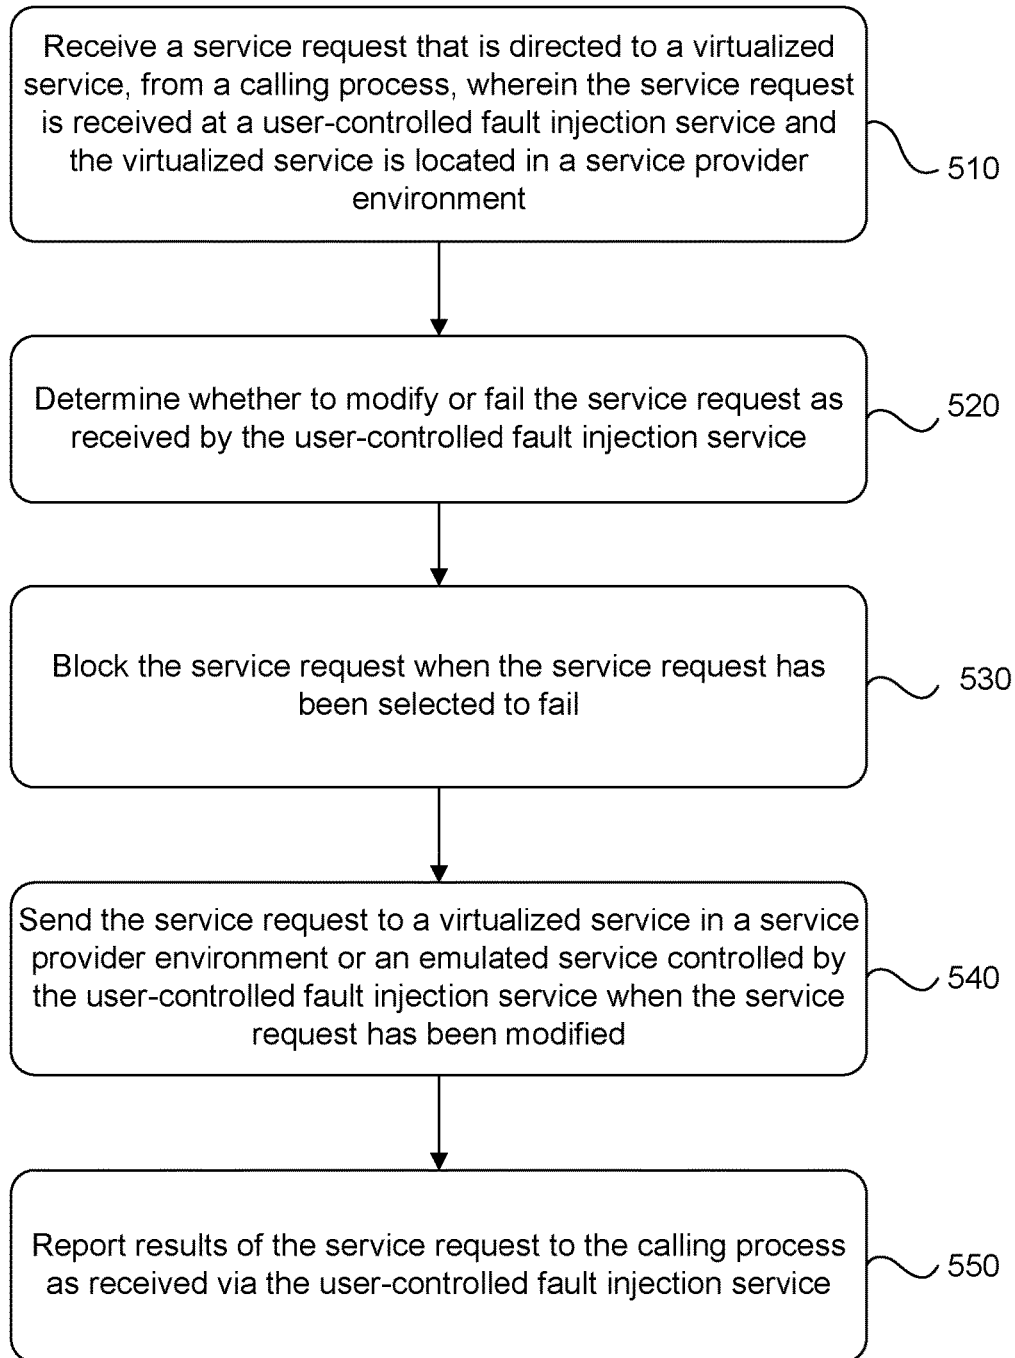 Receive a service request that is directed to a virtualized
service, from a calling process, wherein the service request
is received at a user-controlled fault injection service and
the virtualized service is located in a service provider
environment
510
Determine whether to modify or fail the service request as
received by the user-controlled fault injection service
520
Block the service request when the service request has
been selected to fail
530
Send the service request to a virtualized service in a service
provider environment or an emulated service controlled by
the user-controlled fault injection service when the service
request has been modified
540
Report results of the service request to the calling process
as received via the user-controlled fault injection service
550